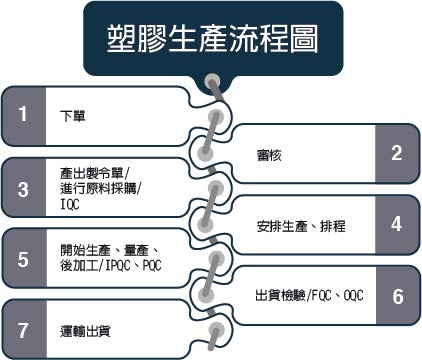 塑膠生產流程圖
1
下單
2
審核
3
產出製令單/
進行原料採購/
IQC
4
安排生產、排程
5
開始生產、量產、
後加工/IPQC、PQC
6
出貨檢驗/FQC、OQC
7
運輸出貨